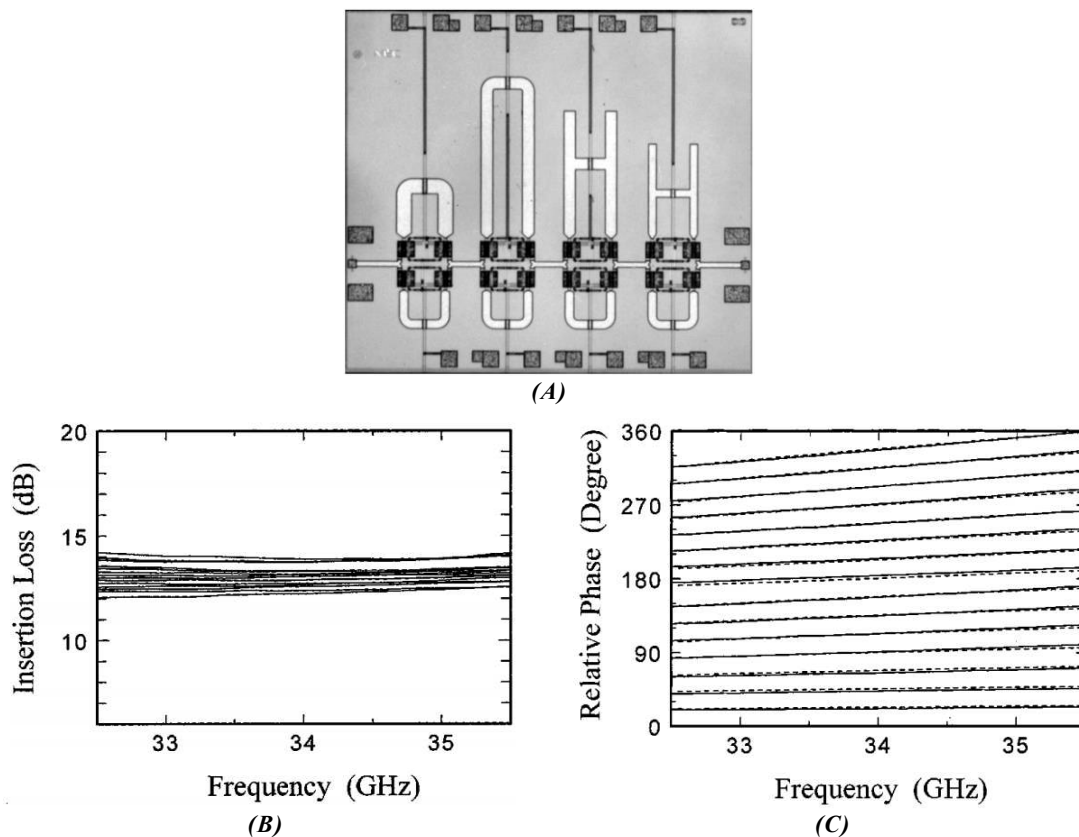 (A)
20
15
10
Insertion Loss (dB)
33
34
35
Frequency (GHz)
(B)
360
270
180
90
0
Relative Phase (Degree)
33
34
35
Frequency (GHz)
(C)